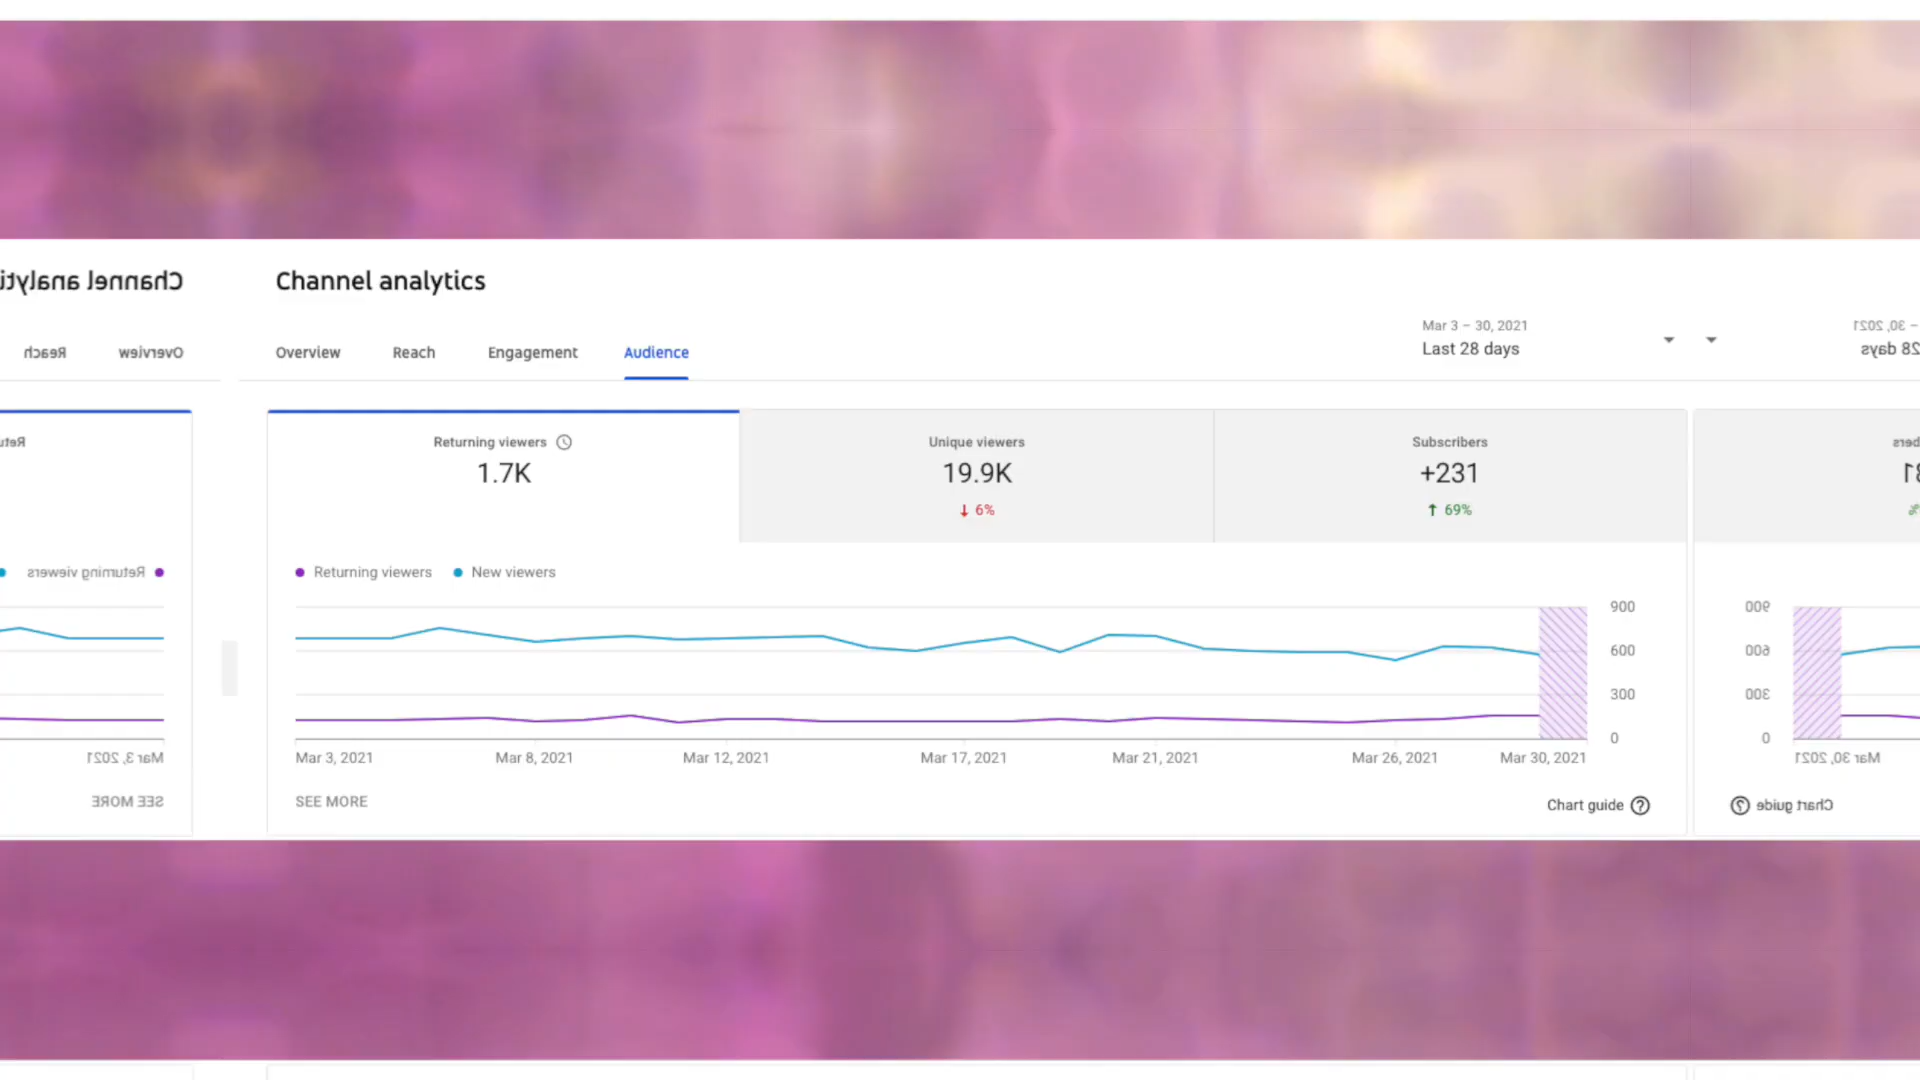 Channel analytics
Mar 3 – 30, 2021
Last 28 days
Overview Reach Engagement Audience
Returning viewers
1.7K
Unique viewers
19.9K
6%
Subscribers
+231
69%
Returning viewers New viewers
900
600
300
0
Mar 3, 2021 Mar 8, 2021 Mar 12, 2021 Mar 17, 2021 Mar 21, 2021 Mar 26, 2021 Mar 30, 2021
SEE MORE
Chart guide